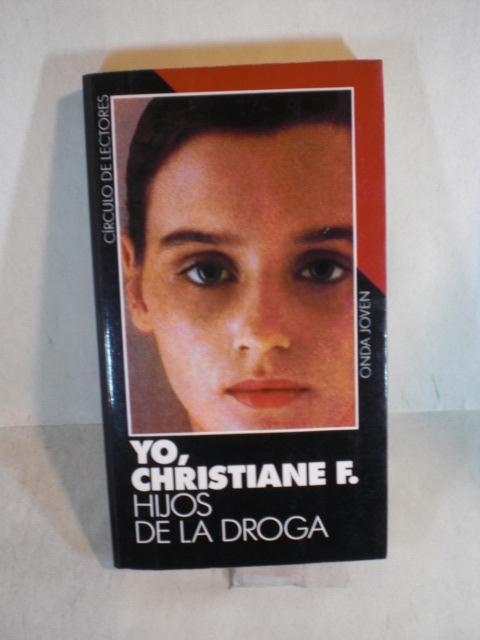 CÍRCULO DE LECTORES
ONDA JOVEN
YO,
CHRISTIANE F.
HIJOS
DE LA DROGA